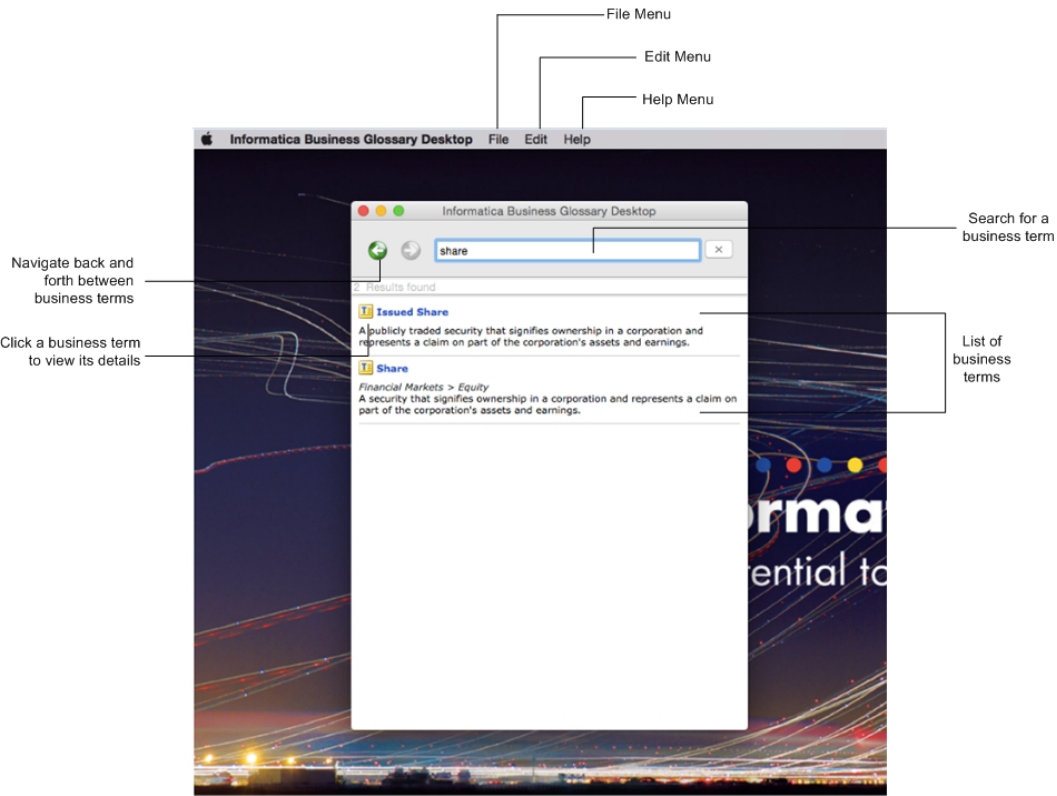 File Menu
Edit Menu
Help Menu
Informatica Business Glossary Desktop File Edit Help
Informatica Business Glossary Desktop
Search for a
business term
share
Navigate back and
forth between
business terms
2 Results found
Issued Share
A publicly traded security that signifies ownership in a corporation and
represents a claim on part of the corporation's assets and earnings.
Click a business term
to view its details
List of
business
terms
Share
Financial Markets > Equity
A security that signifies ownership in a corporation and represents a claim on
part of the corporation's assets and earnings.
orma
ential to